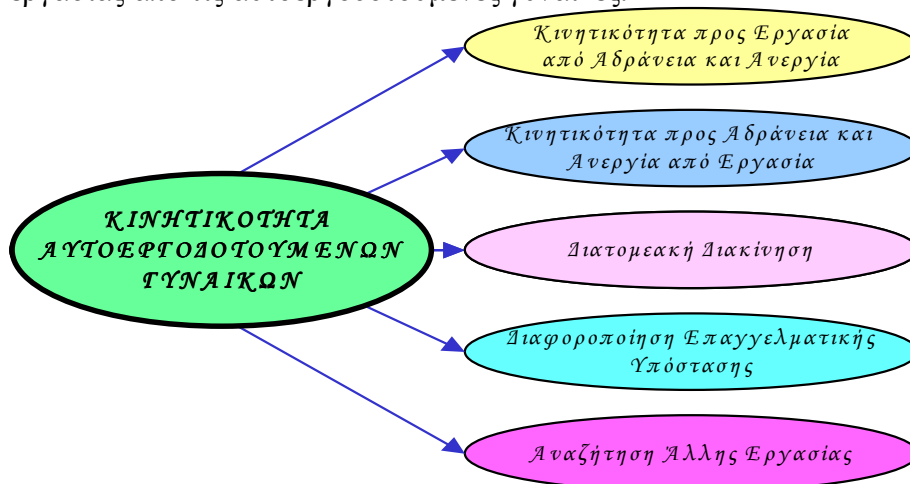 Κινητικότητα προς Εργασία
από Αδράνεια και Ανεργία
Κινητικότητα προς Αδράνεια και
Ανεργία από Εργασία
ΚΙΝΗΤΙΚΟΤΗΤΑ
ΑΥΤΟΕΡΓΟΔΟΤΟΥΜΕΝΩΝ
ΓΥΝΑΙΚΩΝ
Διατομεακή Διακίνηση
Διαφοροποίηση Επαγγελματικής
Υπόστασης
Αναζήτηση Άλλης Εργασίας